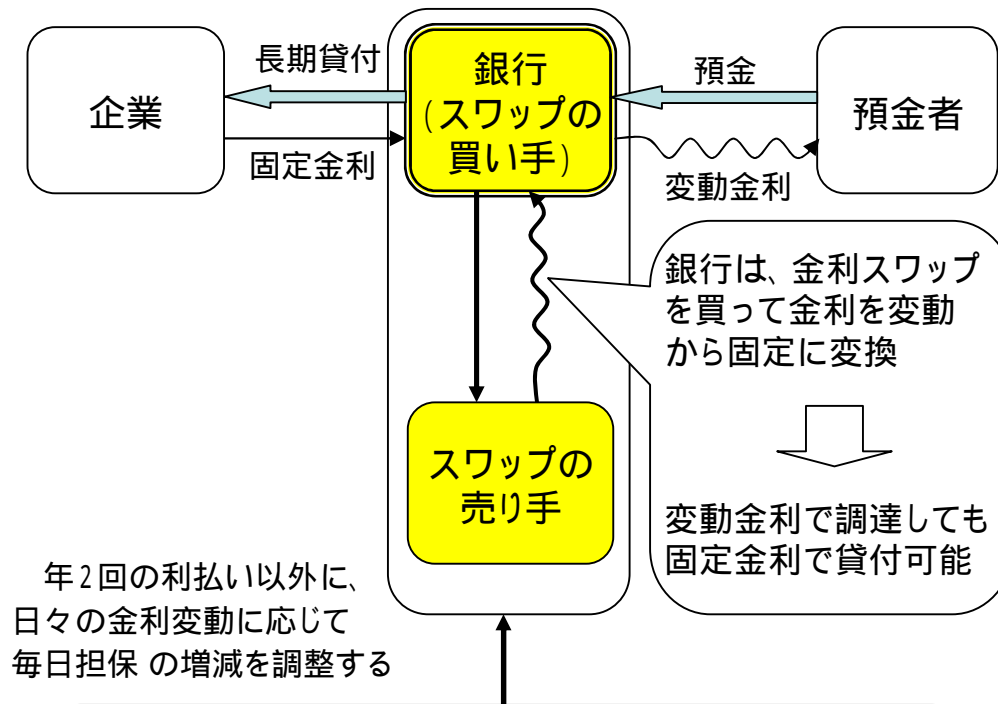 企業
長期貸付
固定金利
銀行
(スワップの
買い手)
預金
変動金利
預金者
銀行は、金利スワップ
を買って金利を変動
から固定に変換
変動金利で調達しても
固定金利で貸付可能
スワップの
売り手
年2回の利払い以外に、
日々の金利変動に応じて
毎日担保 の増減を調整する